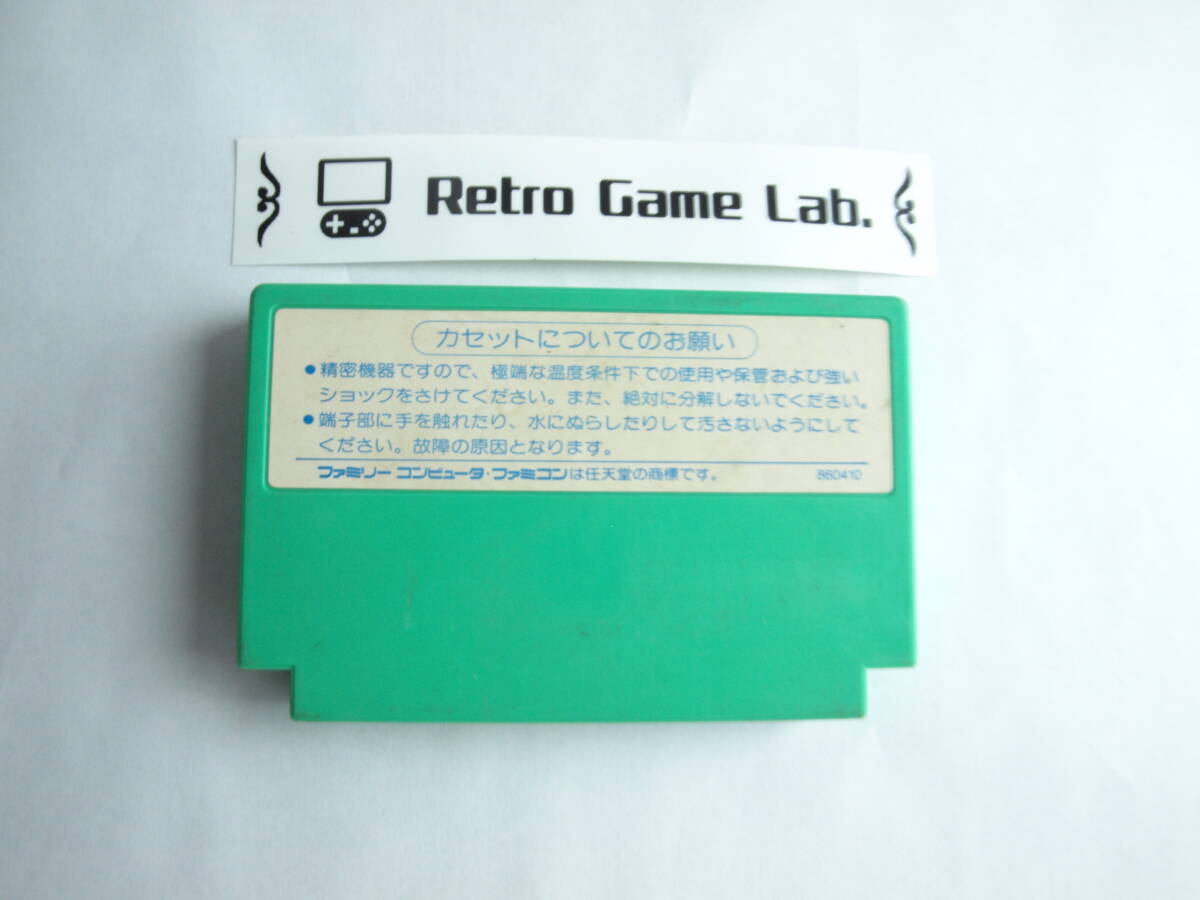 Retro Game Lab.
カセットについてのお願い
●精密機器ですので、極端な温度条件下での使用や保管および強い
ショックをさけてください。また、絶対に分解しないでください。
●端子部に手を触れたり、水にぬらしたりして汚さないようにして
ください。故障の原因となります。
ファミリー コンピュータ・ファミコンは任天堂の商標です。 860410